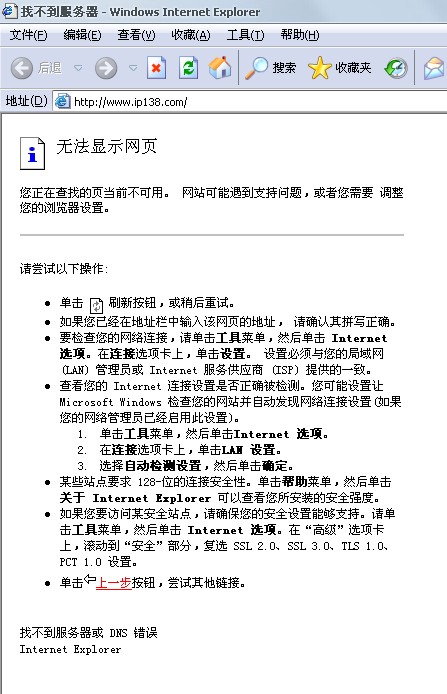 找不到服务器 - Windows Internet Explorer
文件(F) 编辑(E) 查看(V) 收藏(A) 工具(T) 帮助(H)
后退 搜索 收藏夹
地址(D) http://www.ip138.com/
无法显示网页
您正在查找的页当前不可用。 网站可能遇到支持问题，或者您需要 调整
您的浏览器设置。
请尝试以下操作:
• 单击 刷新按钮，或稍后重试。
• 如果您已经在地址栏中输入该网页的地址， 请确认其拼写正确。
• 要检查您的网络连接，请单击工具菜单，然后单击 Internet
选项。在连接选项卡上，单击设置。 设置必须与您的局域网
(LAN) 管理员或 Internet 服务供应商 (ISP) 提供的一致。
• 查看您的 Internet 连接设置是否正确被检测。您可能设置让
Microsoft Windows 检查您的网站并自动发现网络连接设置(如果
您的网络管理员已经启用此设置)。
1. 单击工具菜单，然后单击Internet 选项。
2. 在连接选项卡上，单击LAN 设置。
3. 选择自动检测设置，然后单击确定。
• 某些站点要求 128-位的连接安全性。单击帮助菜单，然后单击
关于 Internet Explorer 可以查看您所安装的安全强度。
• 如果您要访问某安全站点，请确保您的安全设置能够支持。请单
击工具菜单，然后单击 Internet 选项。在“高级”选项卡
上，滚动到“安全”部分，复选 SSL 2.0、SSL 3.0、TLS 1.0、
PCT 1.0 设置。
• 单击上一步按钮，尝试其他链接。
找不到服务器或 DNS 错误
Internet Explorer